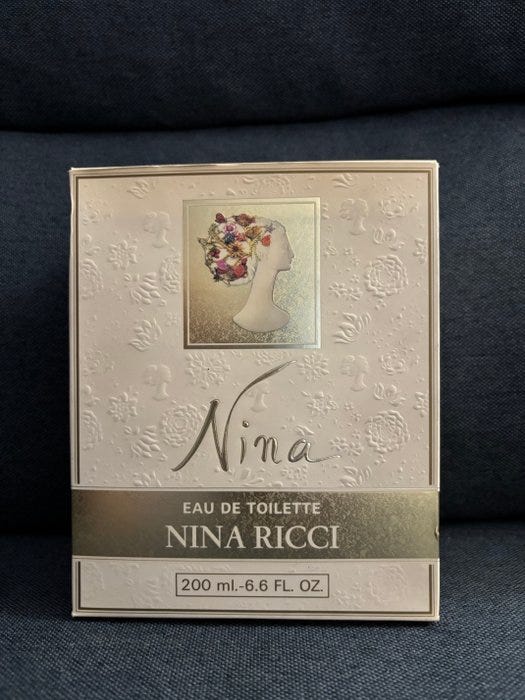 Nina
EAU DE TOILETTE
NINA RICCI
200 ml.-6.6 FL. OZ.